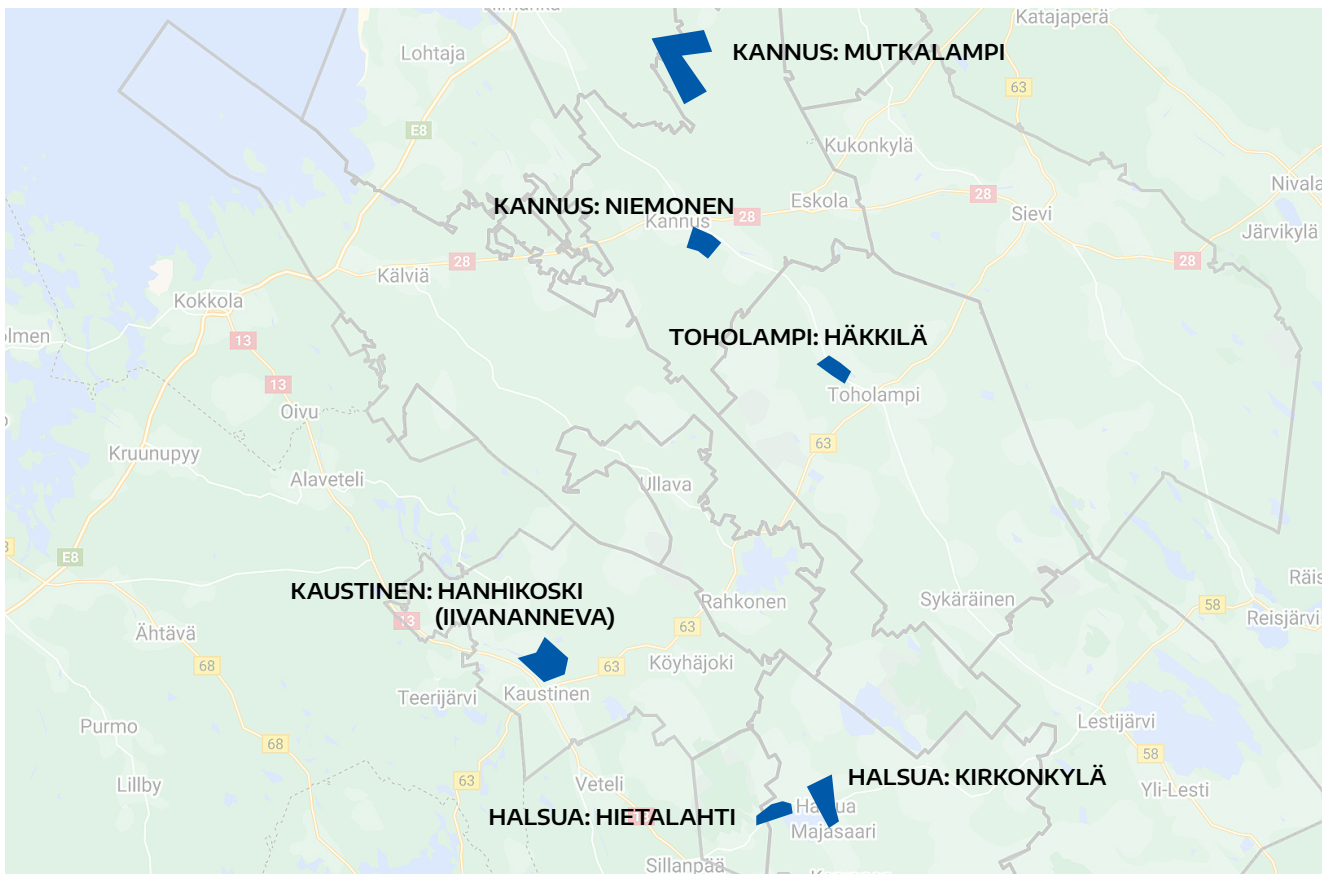 Lohtaja
Katajaperä
KANNUS: MUTKALAMPI
63
E8
Kukonkylä
Nivala
KANNUS: NIEMONEN
28
Eskola
28
Sievi
Kannus
Järvikylä
28
Kälviä
28
Kokkola
13
TOHOLAMPI: HÄKKILÄ
13
Toholampi
Oivu
63
Kruunupyy
Alaveteli
Ullava
E8
KAUSTINEN: HANHIKOSKI
(IIVANANNEVA)
13
Rahkonen
Sykäräinen
58
Reisjärvi
Ähtävä
68
63
63
Köyhäjoki
Teerijärvi
Kaustinen
Purmo
68
Lestijärvi
58
63
Lillby
Veteli
HALSUA: KIRKONKYLÄ
Yli-Lesti
HALSUA: HIETALAHTI
Halsua
Majasaari
Sillanpää